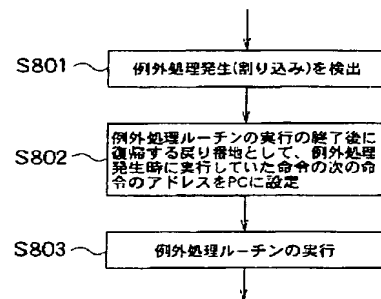 S801
例外処理発生(割り込み)を検出
S802
例外処理ルーチンの実行の終了後に
復帰する戻り番地として、例外処理
発生時に実行していた命令の次の命
令のアドレスをPCに設定
S803
例外処理ルーチンの実行